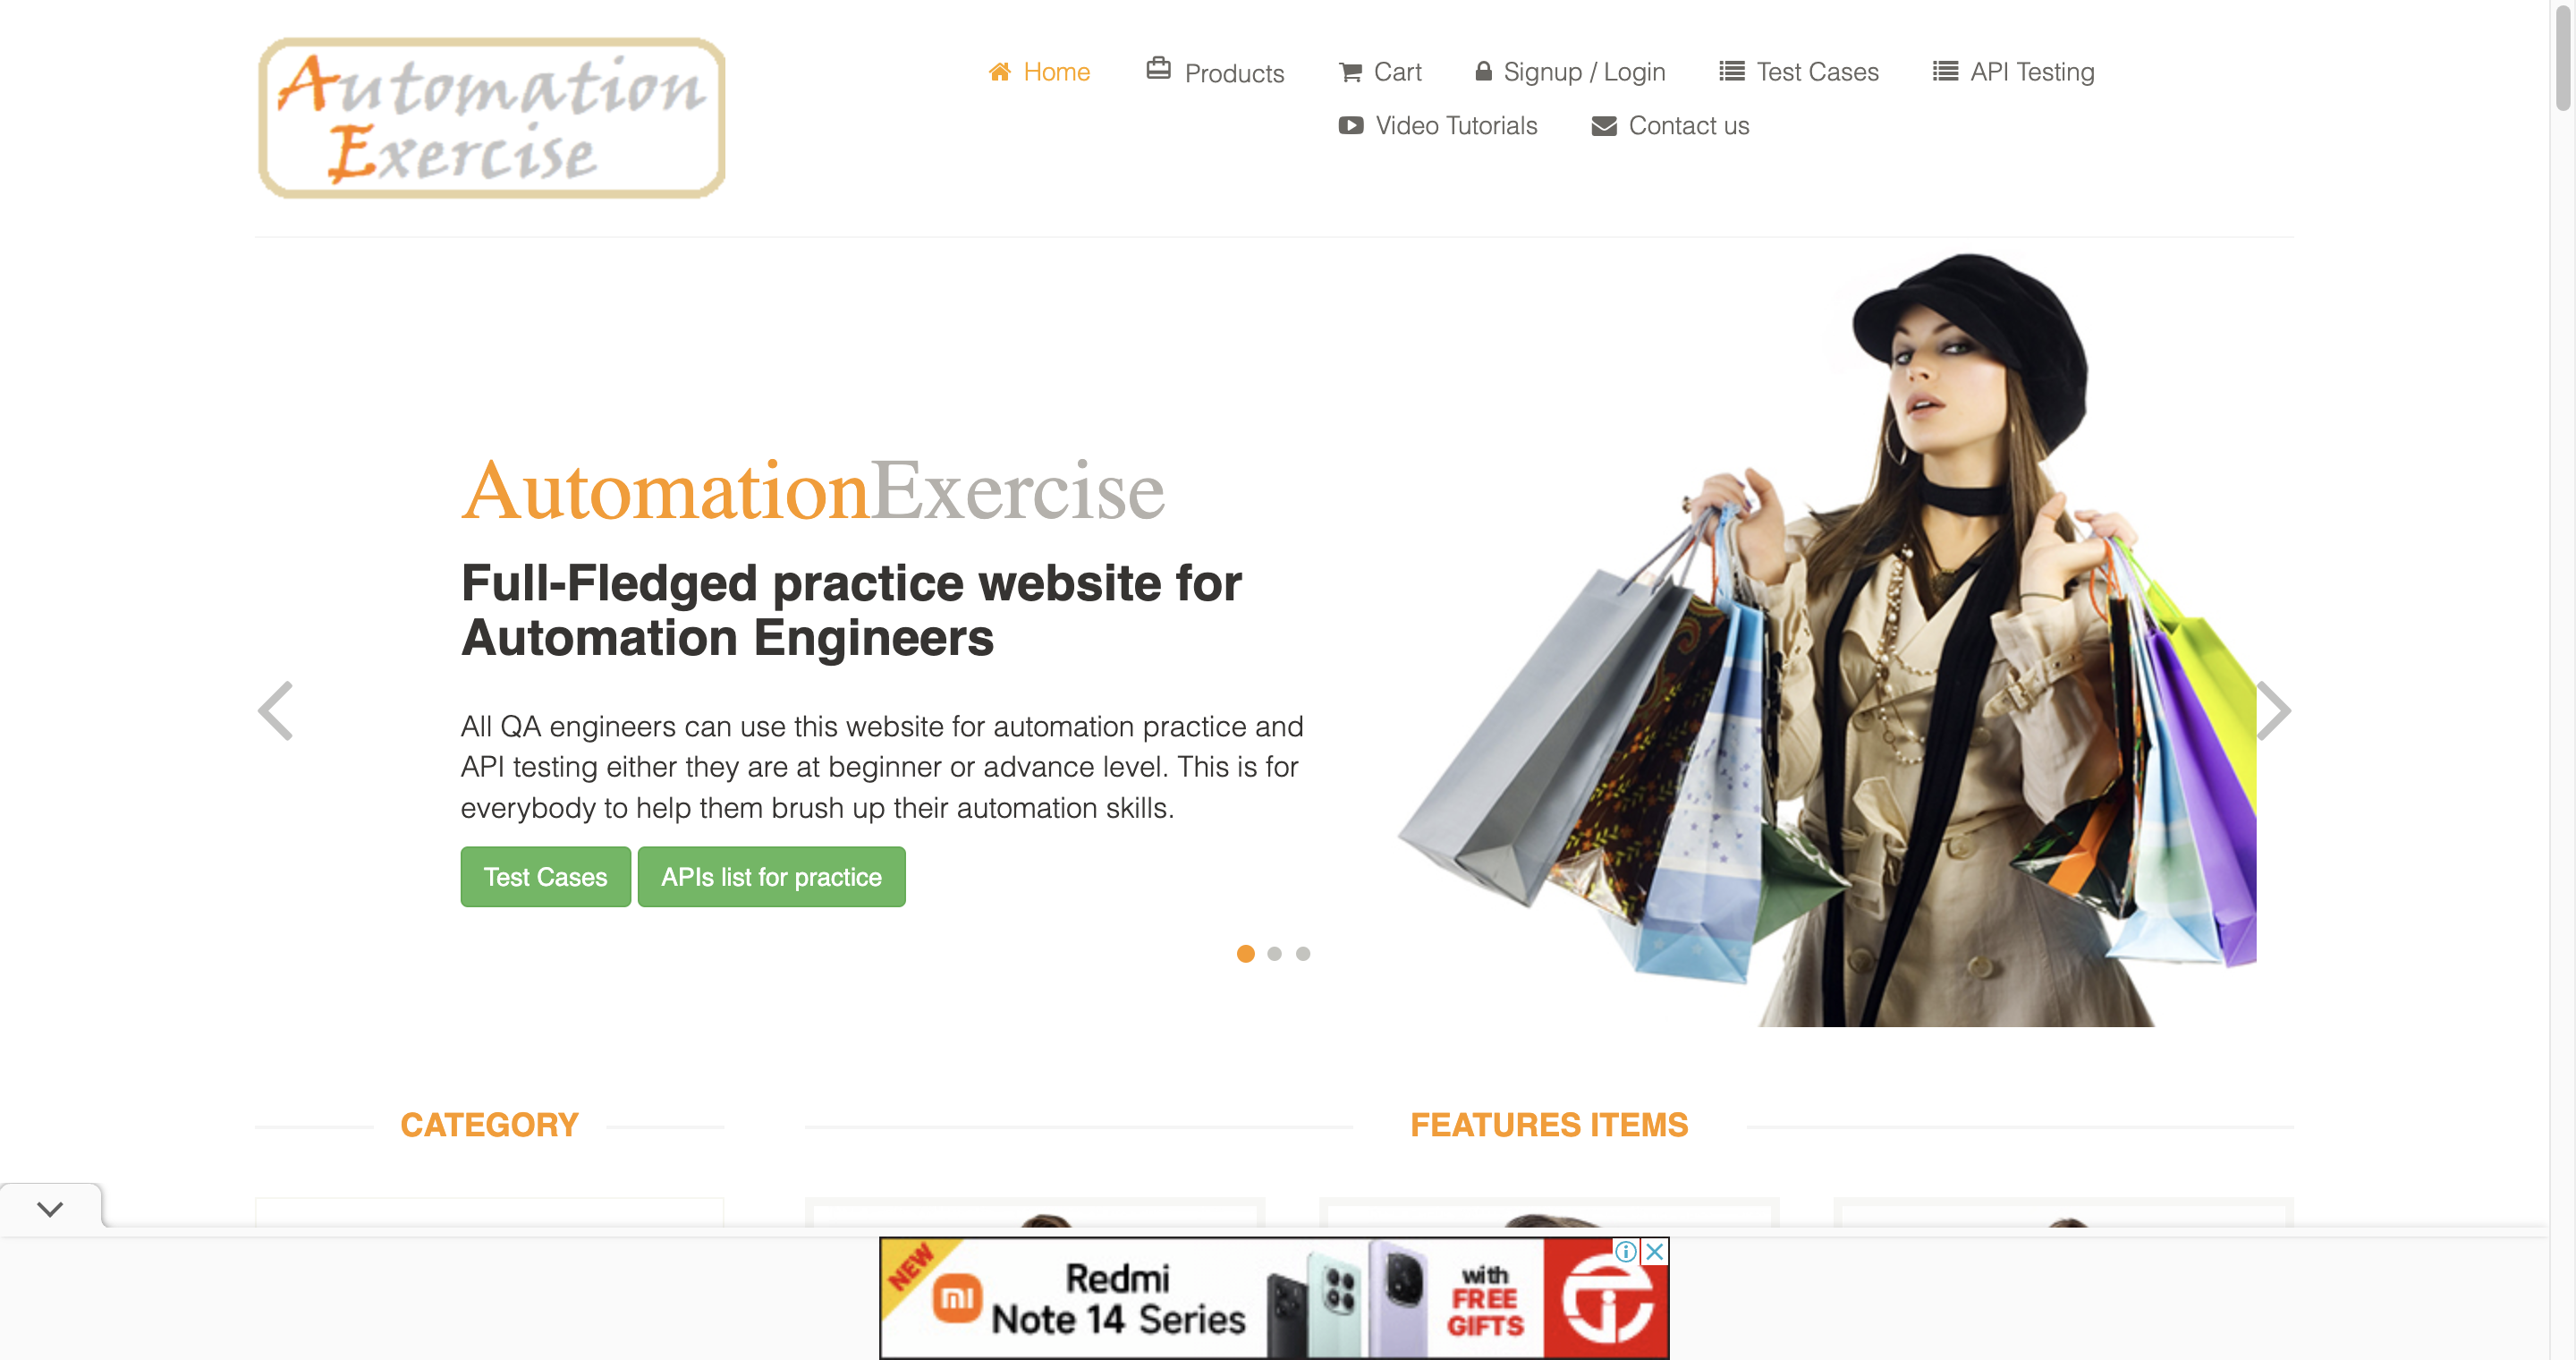 Automation
Exercise
Home Products Cart Signup / Login Test Cases API Testing
Video Tutorials Contact us
AutomationExercise
Full-Fledged practice website for
Automation Engineers
All QA engineers can use this website for automation practice and
API testing either they are at beginner or advance level. This is for
everybody to help them brush up their automation skills.
Test Cases APIs list for practice
CATEGORY FEATURES ITEMS
NEW
mi
Redmi
Note 14 Series
with
FREE
GIFTS